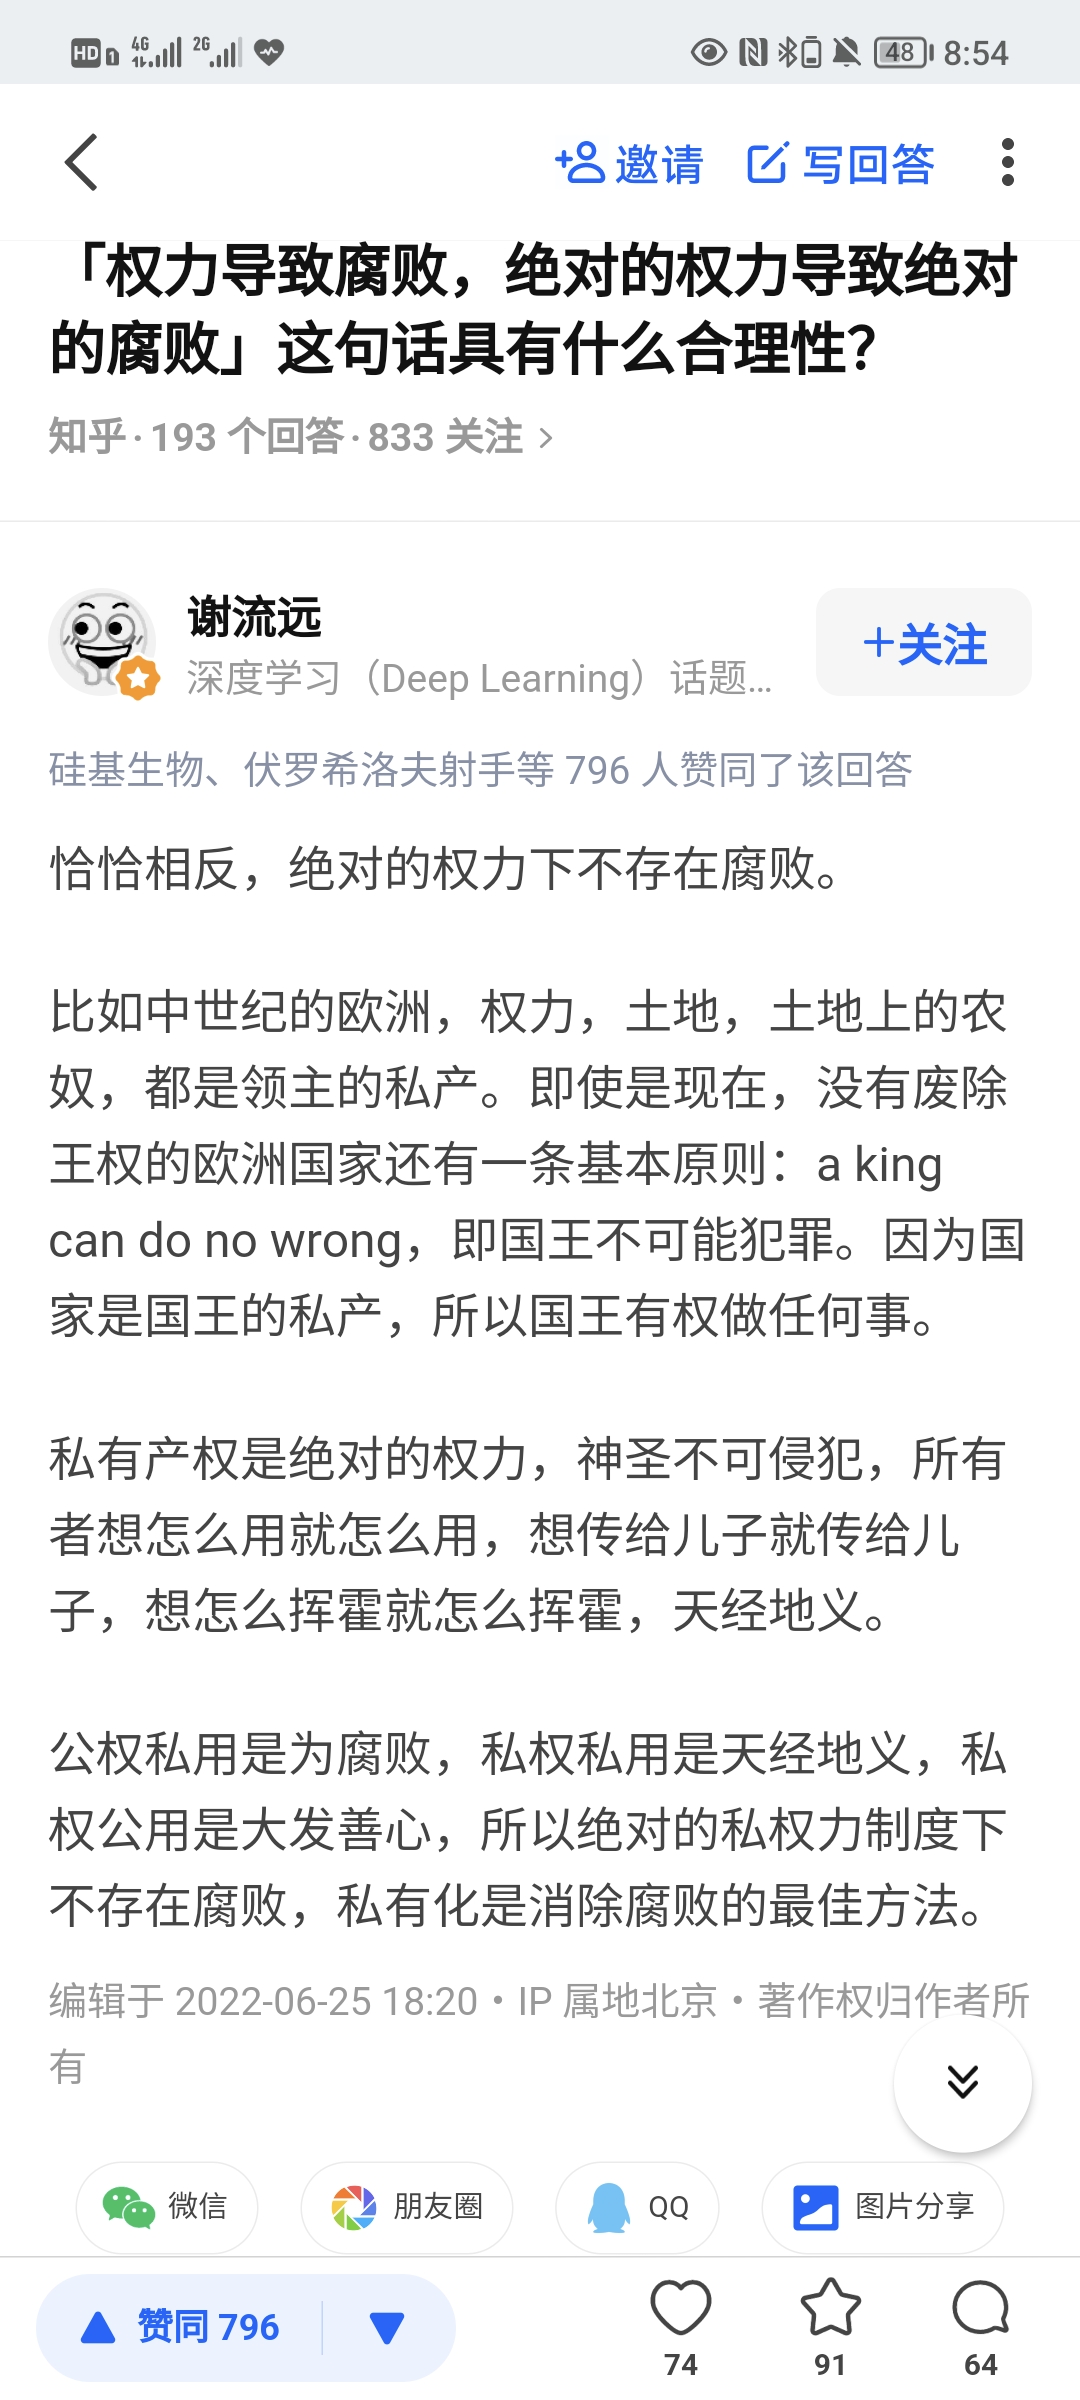 HD 1 4G 2G 48 8:54
邀请 写回答
「权力导致腐败，绝对的权力导致绝对
的腐败」这句话具有什么合理性？
知乎·193 个回答·833 关注
谢流远
深度学习（Deep Learning）话题...
+关注
硅基生物、伏罗希洛夫射手等 796 人赞同了该回答
恰恰相反，绝对的权力下不存在腐败。
比如中世纪的欧洲，权力，土地，土地上的农
奴，都是领主的私产。即使是现在，没有废除
王权的欧洲国家还有一条基本原则：a king
can do no wrong，即国王不可能犯罪。因为国
家是国王的私产，所以国王有权做任何事。
私有产权是绝对的权力，神圣不可侵犯，所有
者想怎么用就怎么用，想传给儿子就传给儿
子，想怎么挥霍就怎么挥霍，天经地义。
公权私用是为腐败，私权私用是天经地义，私
权公用是大发善心，所以绝对的私权力制度下
不存在腐败，私有化是消除腐败的最佳方法。
编辑于 2022-06-25 18:20・IP 属地北京・著作权归作者所
有
微信 朋友圈 QQ 图片分享
赞同 796
74 91 64